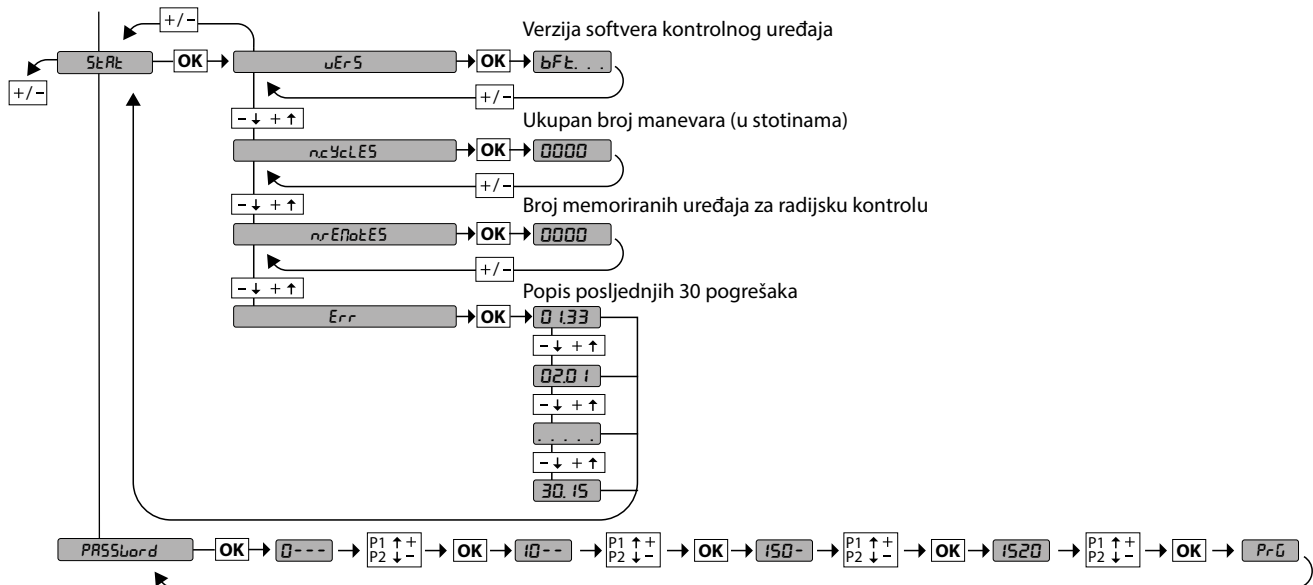 +/-
Verzija softvera kontrolnog uređaja
StAt OK vErS OK bFt. . .
+/-
+/-
- ↓ + ↑
Ukupan broj manevara (u stotinama)
n.cYcLES OK 0000
+/-
- ↓ + ↑
Broj memoriranih uređaja za radijsku kontrolu
n.rEMotES OK 0000
+/-
- ↓ + ↑
Popis posljednjih 30 pogrešaka
Err OK 01.33
- ↓ + ↑
02.01
- ↓ + ↑
. . . . .
- ↓ + ↑
30.15
PASSword OK 0--- P1 ↑ + P2 ↓ − OK 10-- P1 ↑ + P2 ↓ − OK 150- P1 ↑ + P2 ↓ − OK 1520 P1 ↑ + P2 ↓ − OK PrG